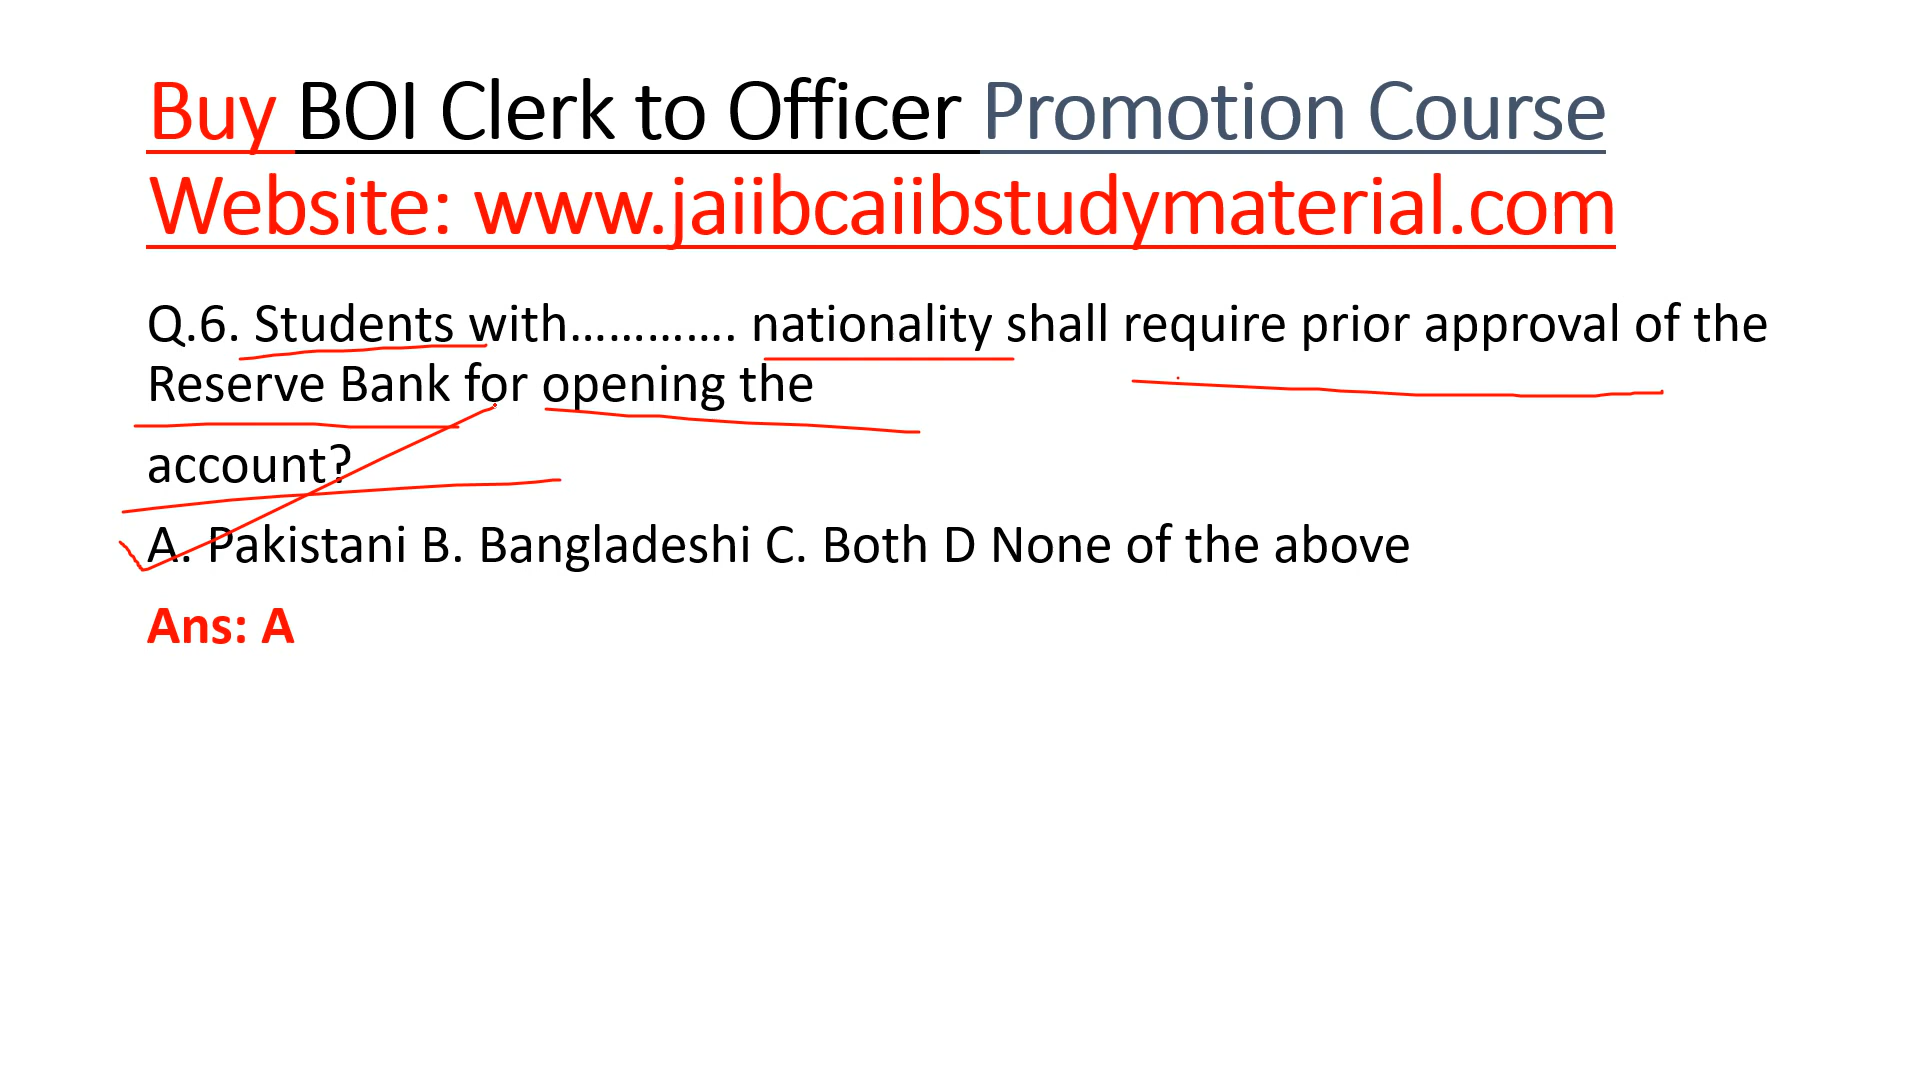 Buy BOI Clerk to Officer Promotion Course
Website: www.jaiibcaiibstudymaterial.com
Q.6. Students with............. nationality shall require prior approval of the
Reserve Bank for opening the
account?
A. Pakistani B. Bangladeshi C. Both D None of the above
Ans: A